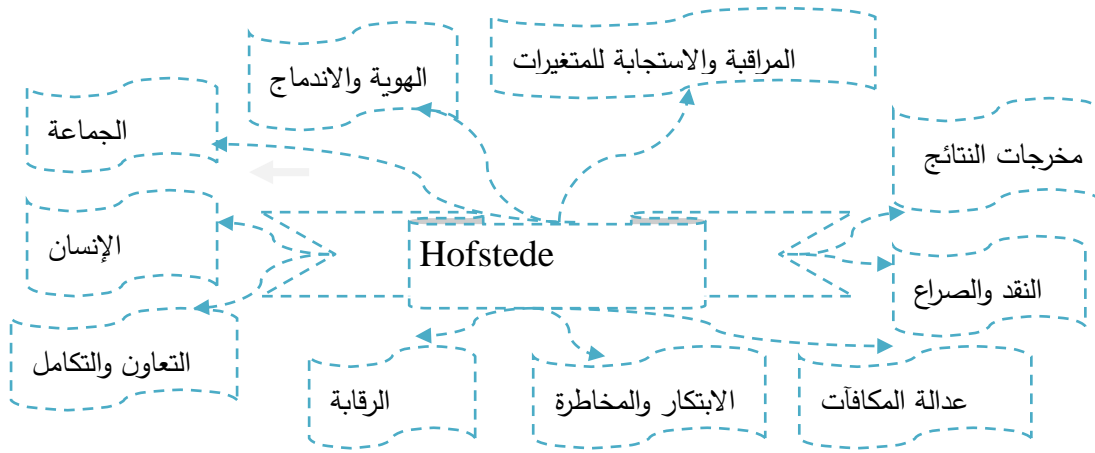 المراقبة والاستجابة للمتغيرات
الهوية والاندماج
الجماعة
مخرجات النتائج
الإنسان
Hofstede
النقد والصراع
التعاون والتكامل
الرقابة
الابتكار والمخاطرة
عدالة المكافآت